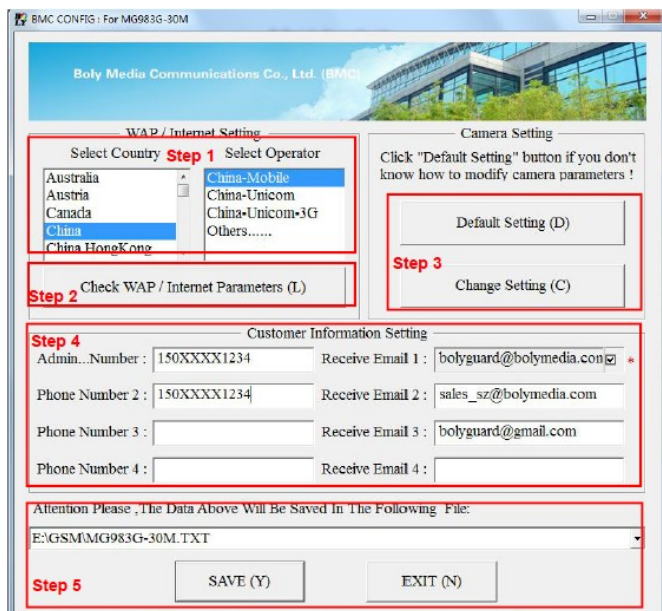 BMC CONFIG : For MG983G-30M
Boly Media Communications Co., Ltd. (BMC)
WAP / Internet Setting
Select Country
Step 1
Select Operator
Australia
Austria
Canada
China
China HongKong
China-Mobile
China-Unicom
China-Unicom-3G
Others......
Step 2
Check WAP / Internet Parameters (L)
Camera Setting
Click "Default Setting" button if you don't
know how to modify camera parameters !
Default Setting (D)
Step 3
Change Setting (C)
Customer Information Setting
Step 4
Admin...Number : 150XXXX1234 Receive Email 1 : bolyguard@bolymedia.com *
Phone Number 2 : 150XXXX1234 Receive Email 2 : sales_sz@bolymedia.com
Phone Number 3 : Receive Email 3 : bolyguard@gmail.com
Phone Number 4 : Receive Email 4 :
Attention Please ,The Data Above Will Be Saved In The Following File:
E:\GSM\MG983G-30M.TXT
Step 5
SAVE (Y) EXIT (N)